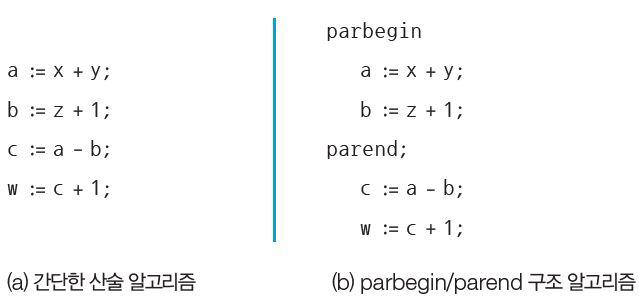 a := x + y;
b := z + 1;
c := a - b;
w := c + 1;
(a) 간단한 산술 알고리즘
parbegin
a := x + y;
b := z + 1;
parend;
c := a - b;
w := c + 1;
(b) parbegin/parend 구조 알고리즘